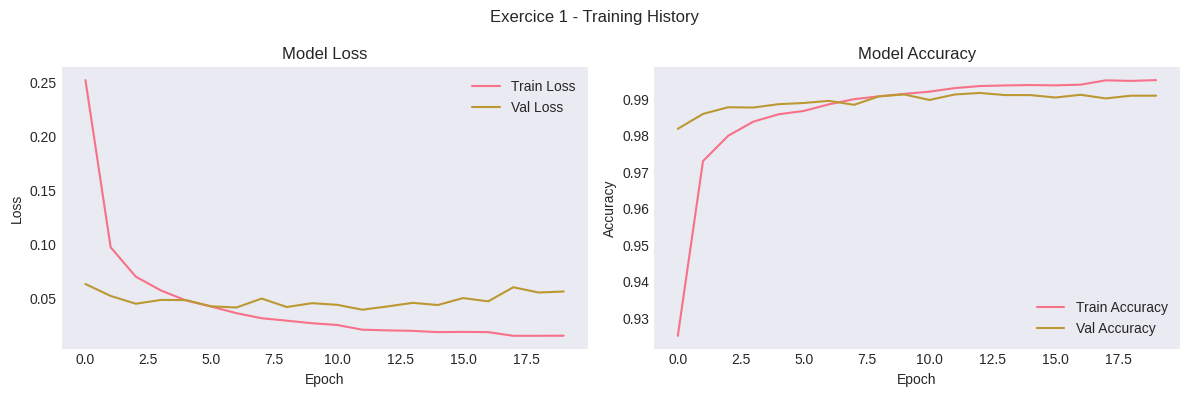 Exercice 1 - Training History
Model Loss
Train Loss
Val Loss
Loss
0.25
0.20
0.15
0.10
0.05
0.0 2.5 5.0 7.5 10.0 12.5 15.0 17.5
Epoch
Model Accuracy
Accuracy
0.99
0.98
0.97
0.96
0.95
0.94
0.93
Train Accuracy
Val Accuracy
0.0 2.5 5.0 7.5 10.0 12.5 15.0 17.5
Epoch